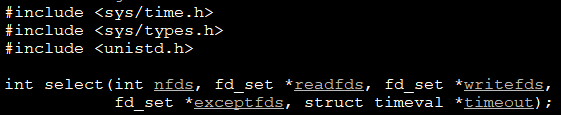 #include <sys/time.h>
#include <sys/types.h>
#include <unistd.h>
int select(int nfds, fd_set *readfds, fd_set *writefds,
fd_set *exceptfds, struct timeval *timeout);